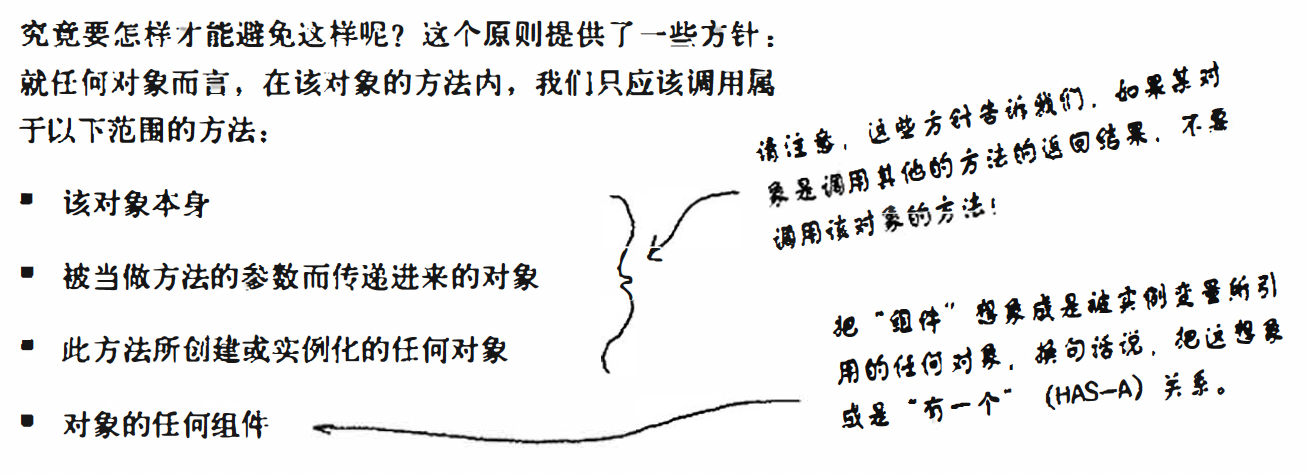 究竟要怎样才能避免这样呢？这个原则提供了一些方针：
就任何对象而言，在该对象的方法内，我们只应该调用属
于以下范围的方法：
■ 该对象本身
■ 被当做方法的参数而传递进来的对象
■ 此方法所创建或实例化的任何对象
■ 对象的任何组件
请注意，这些方针告诉我们，如果某对
象是调用其他的方法的返回结果，不要
调用该对象的方法！
把“组件”想象成是被实例变量所引
用的任何对象，换句话说，把这想象
成是“有一个”（HAS-A）关系。